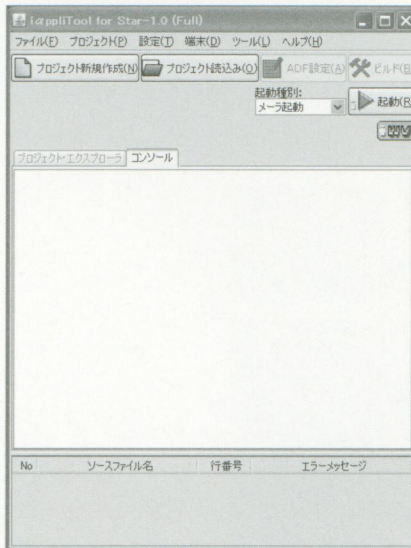 iαppliTool for Star-1.0 (Full)
ファイル(F) プロジェクト(P) 設定(T) 端末(D) ツール(L) ヘルプ(H)
プロジェクト新規作成(N) プロジェクト読込み(O) ADF設定(A) ビルド(B)
起動種別:
メーラ起動 起動(R)
プロジェクト・エクスプローラ コンソール
No ソースファイル名 行番号 エラーメッセージ